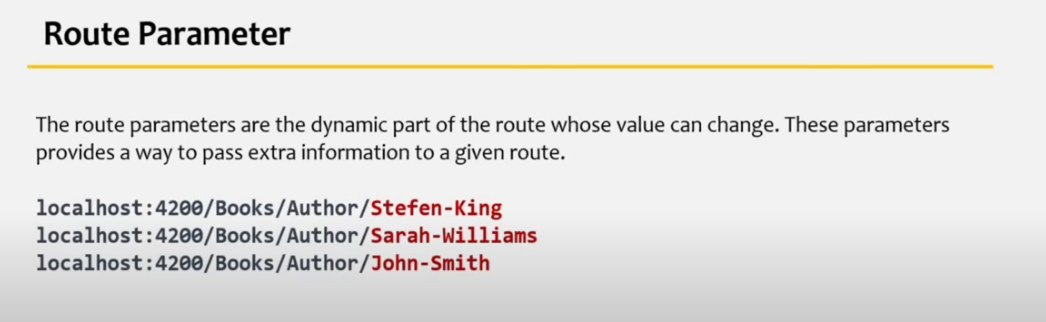 Route Parameter
The route parameters are the dynamic part of the route whose value can change. These parameters
provides a way to pass extra information to a given route.
localhost:4200/Books/Author/Stefen-King
localhost:4200/Books/Author/Sarah-Williams
localhost:4200/Books/Author/John-Smith